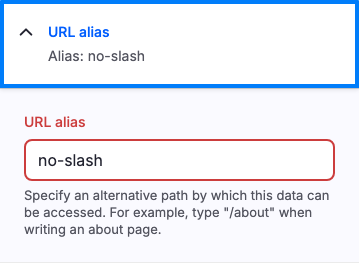 URL alias
Alias: no-slash
URL alias
no-slash
Specify an alternative path by which this data can
be accessed. For example, type "/about" when
writing an about page.